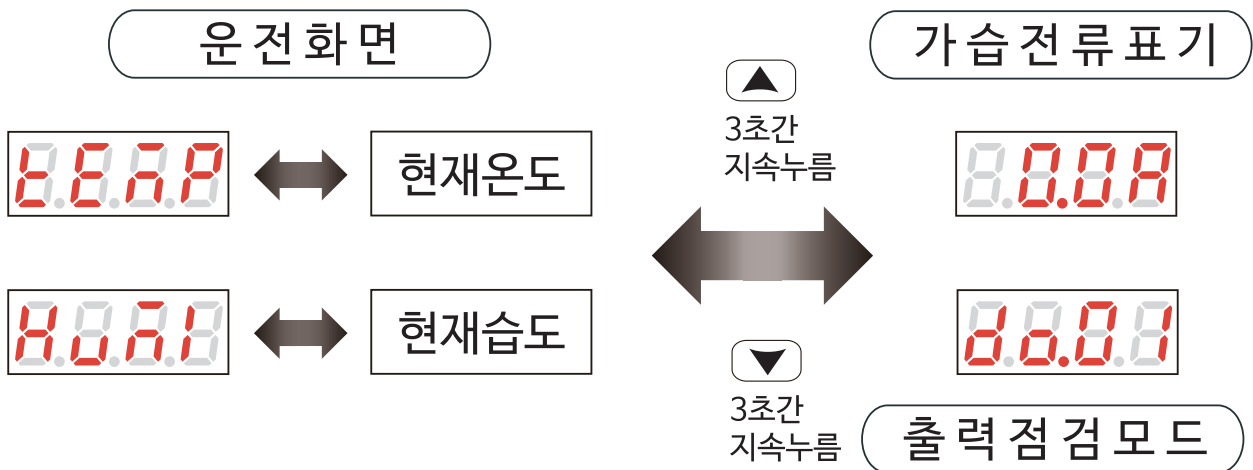 운전화면
가습전류표기
3초간
지속누름
tEmP
현재온도
0.0A
HumI
현재습도
do.01
3초간
지속누름
출력점검모드